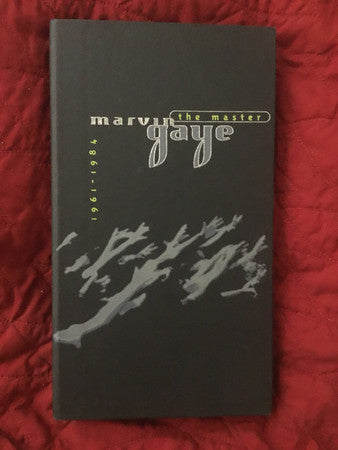 marvin
the master
gaye
1961-1984